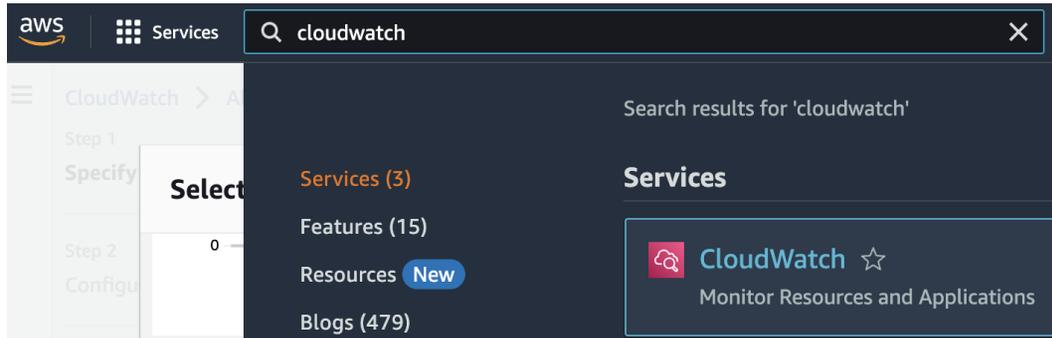 aws
Services
cloudwatch
CloudWatch
Step 1
Specify
Step 2
Configu
Select
0
Services (3)
Features (15)
Resources New
Blogs (479)
Search results for 'cloudwatch'
Services
CloudWatch
Monitor Resources and Applications